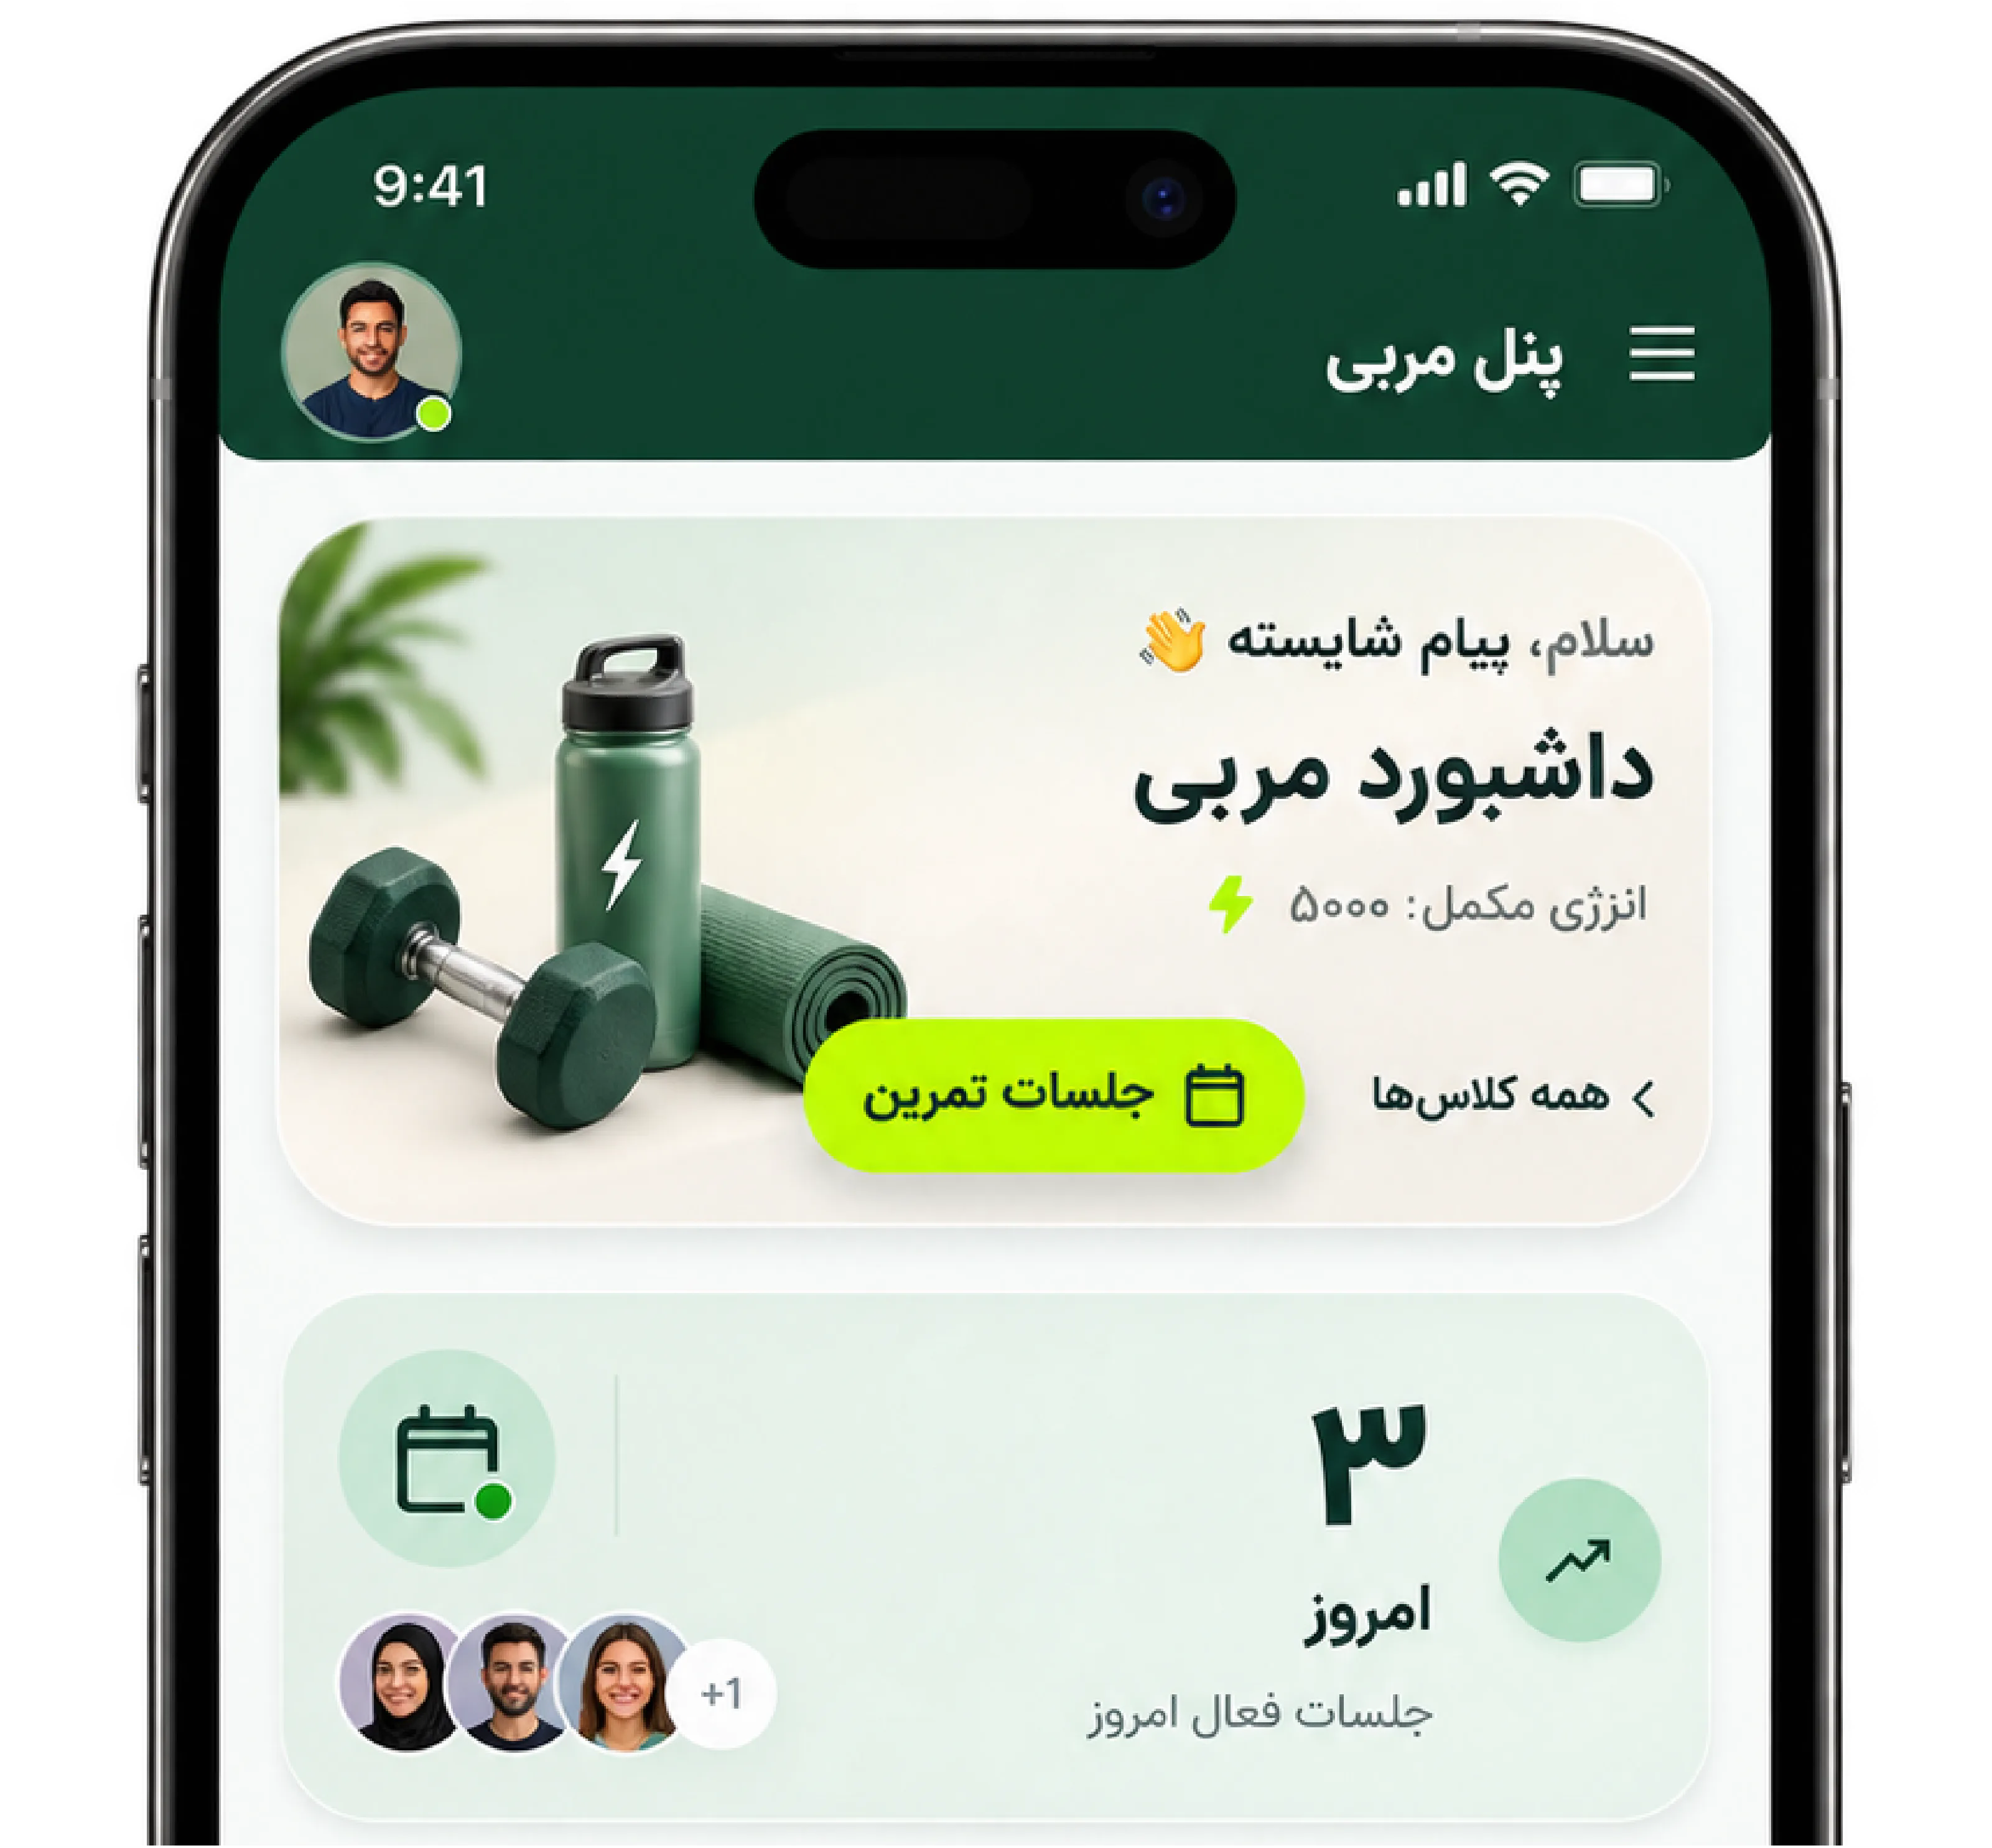 9:41
پنل مربی
سلام، پیام شایسته 👋
داشبورد مربی
انزژی مکمل: ۵۰۰۰
همه کلاس‌ها
جلسات تمرین
۳
امروز
جلسات فعال امروز
+1